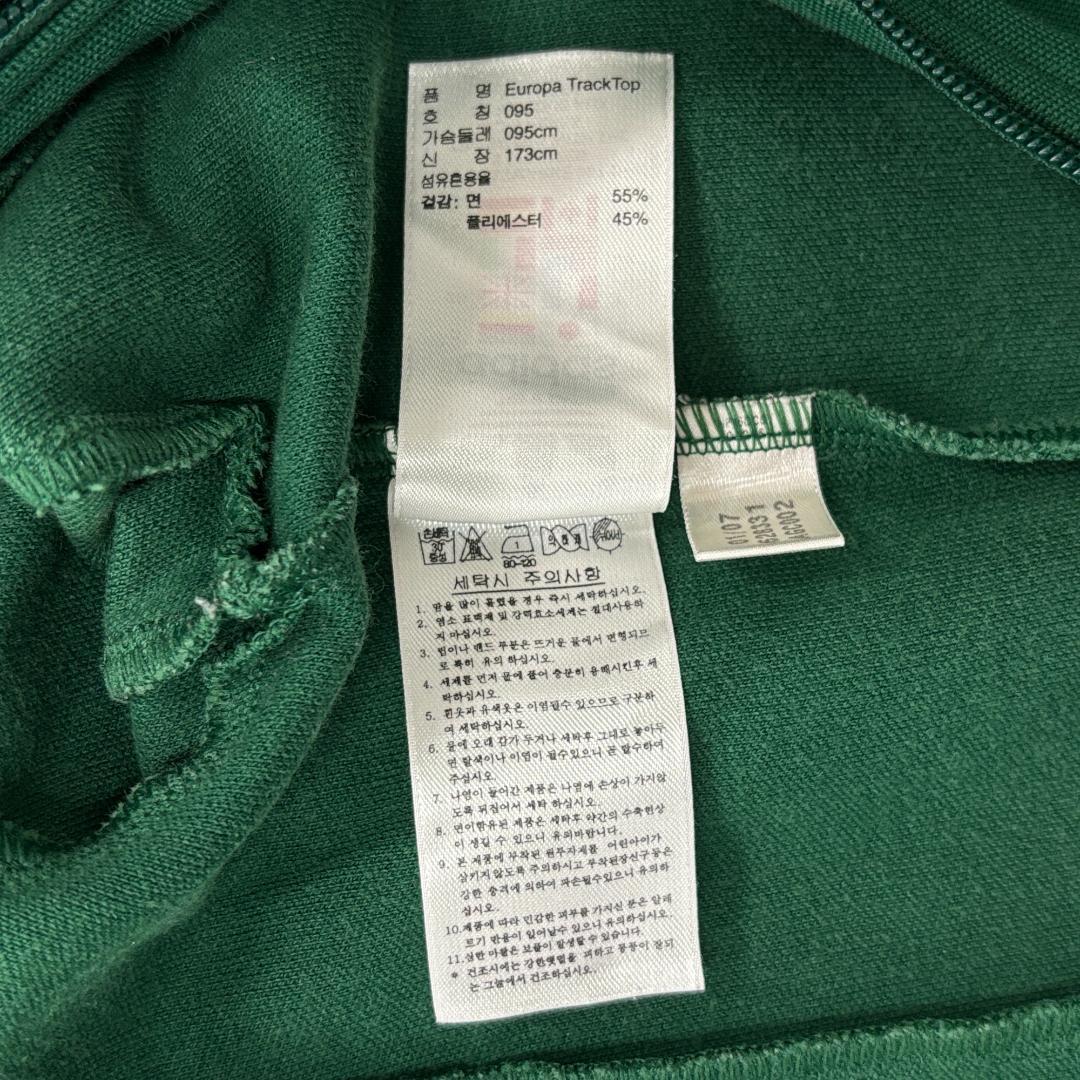 품 명 Europa TrackTop
호 칭 095
가슴둘레 095cm
신 장 173cm
섬유혼용율
겉감: 면 55%
폴리에스터 45%
01/07
손세탁
30
중성
1
80~120
세탁시 주의사항
1. 땀을 많이 흘렸을 경우 즉시 세탁하십시오.
2. 염소 표백제 및 강력효소세제는 절대사용하
지 마십시오.
3. 빔이나 밴드 부분은 뜨거운 물에서 변형되므
로 특히 유의 하십시오.
4. 세제를 먼저 물에 풀어 충분히 용해시킨후 세
탁하십시오
5. 흰옷과 유색옷은 이염될수 있으므로 구분하
여 세탁하십시오.
6. 물에 오래 담가 두거나 세탁후 그대로 놓아두
면 탈색이나 이염이 될수있으니 곧 탈수하여
주십시오.
7. 나염이 들어간 제품은 나염에 손상이 가지않
도록 뒤집어서 세탁 하십시오.
8. 면이함유된 제품은 세탁후 약간의 수축현상
이 생길 수 있으니 유의바랍니다.
9. 본 제품에 부착된 원부자재를 어린아이가
삼키지않도록 주의하시고 부착된장신구등은
강한 충격에 의하여 파손될수있으니 유의하
십시오.
10.제품에 따라 민감한 피부를 가지신 분은 알레
르기 반응이 일어날수 있으니 유의하십시오.
11.심한 마찰은 보풀이 발생할 수 있습니다.
* 건조시에는 강한햇빛을 피하고 통풍이 잘되
는 그늘에서 건조하십시오.